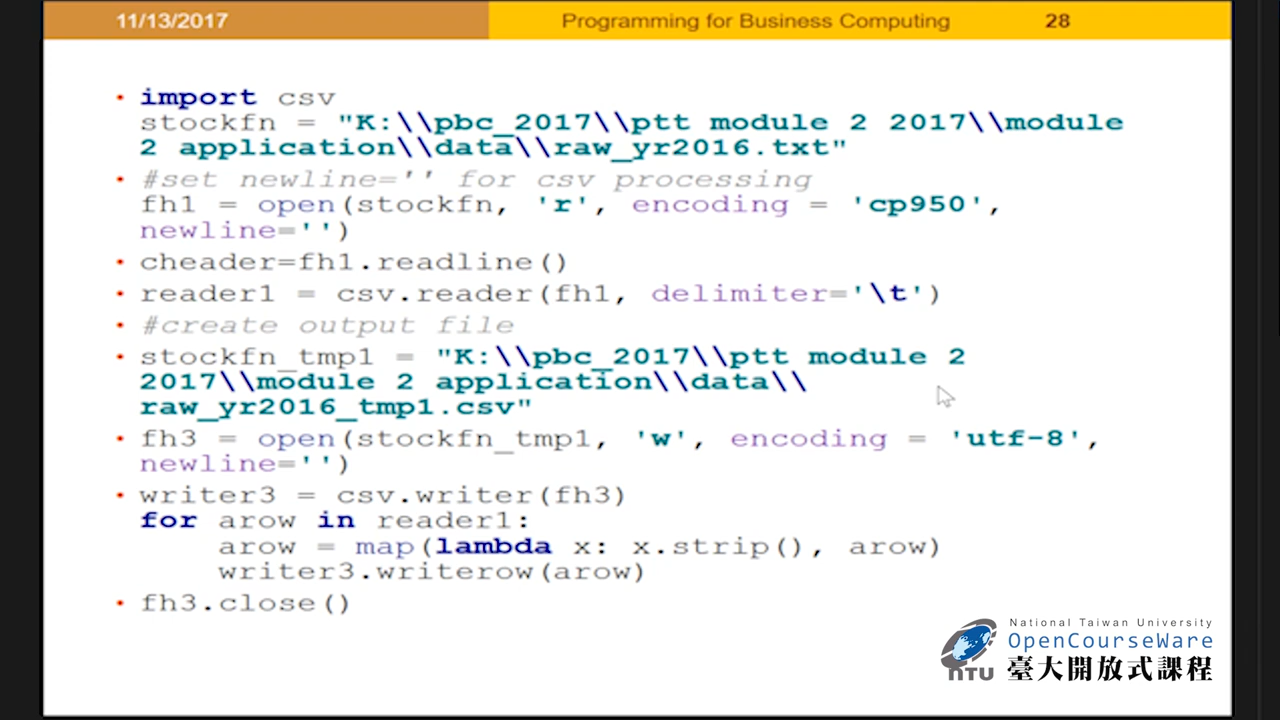 11/13/2017 Programming for Business Computing 28
• import csv
stockfn = "K:\\pbc_2017\\ptt module 2 2017\\module
2 application\\data\\raw_yr2016.txt"
• #set newline='' for csv processing
fh1 = open(stockfn, 'r', encoding = 'cp950',
newline='')
• cheader=fh1.readline()
• reader1 = csv.reader(fh1, delimiter='\t')
• #create output file
• stockfn_tmp1 = "K:\\pbc_2017\\ptt module 2
2017\\module 2 application\\data\\
raw_yr2016_tmp1.csv"
• fh3 = open(stockfn_tmp1, 'w', encoding = 'utf-8',
newline='')
• writer3 = csv.writer(fh3)
for arow in reader1:
    arow = map(lambda x: x.strip(), arow)
    writer3.writerow(arow)
• fh3.close()
National Taiwan University
OpenCourseWare
NTU 臺大開放式課程